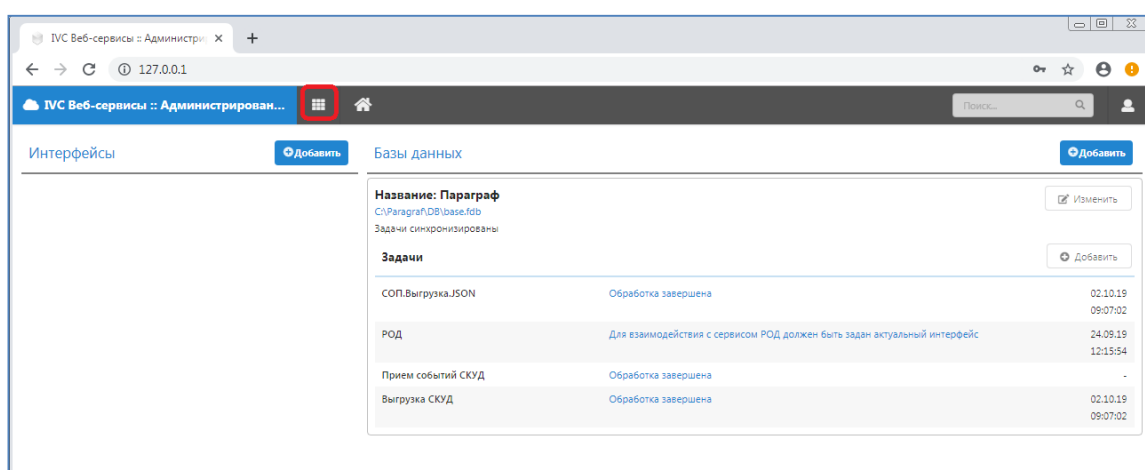 IVC Веб-сервисы :: Администри
127.0.0.1
IVC Веб-сервисы :: Администрирован...
Поиск...
Интерфейсы
Добавить
Базы данных
Добавить
Название: Параграф
Изменить
C:\Paragraf\DB\base.fdb
Задачи синхронизированы
Задачи
Добавить
СОП.Выгрузка.JSON
Обработка завершена
02.10.19
09:07:02
РОД
Для взаимодействия с сервисом РОД должен быть задан актуальный интерфейс
24.09.19
12:15:54
Прием событий СКУД
Обработка завершена
-
Выгрузка СКУД
Обработка завершена
02.10.19
09:07:02